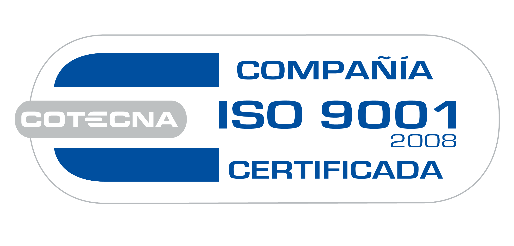 COMPAÑÍA
COTECNA
ISO 9001
2008
CERTIFICADA